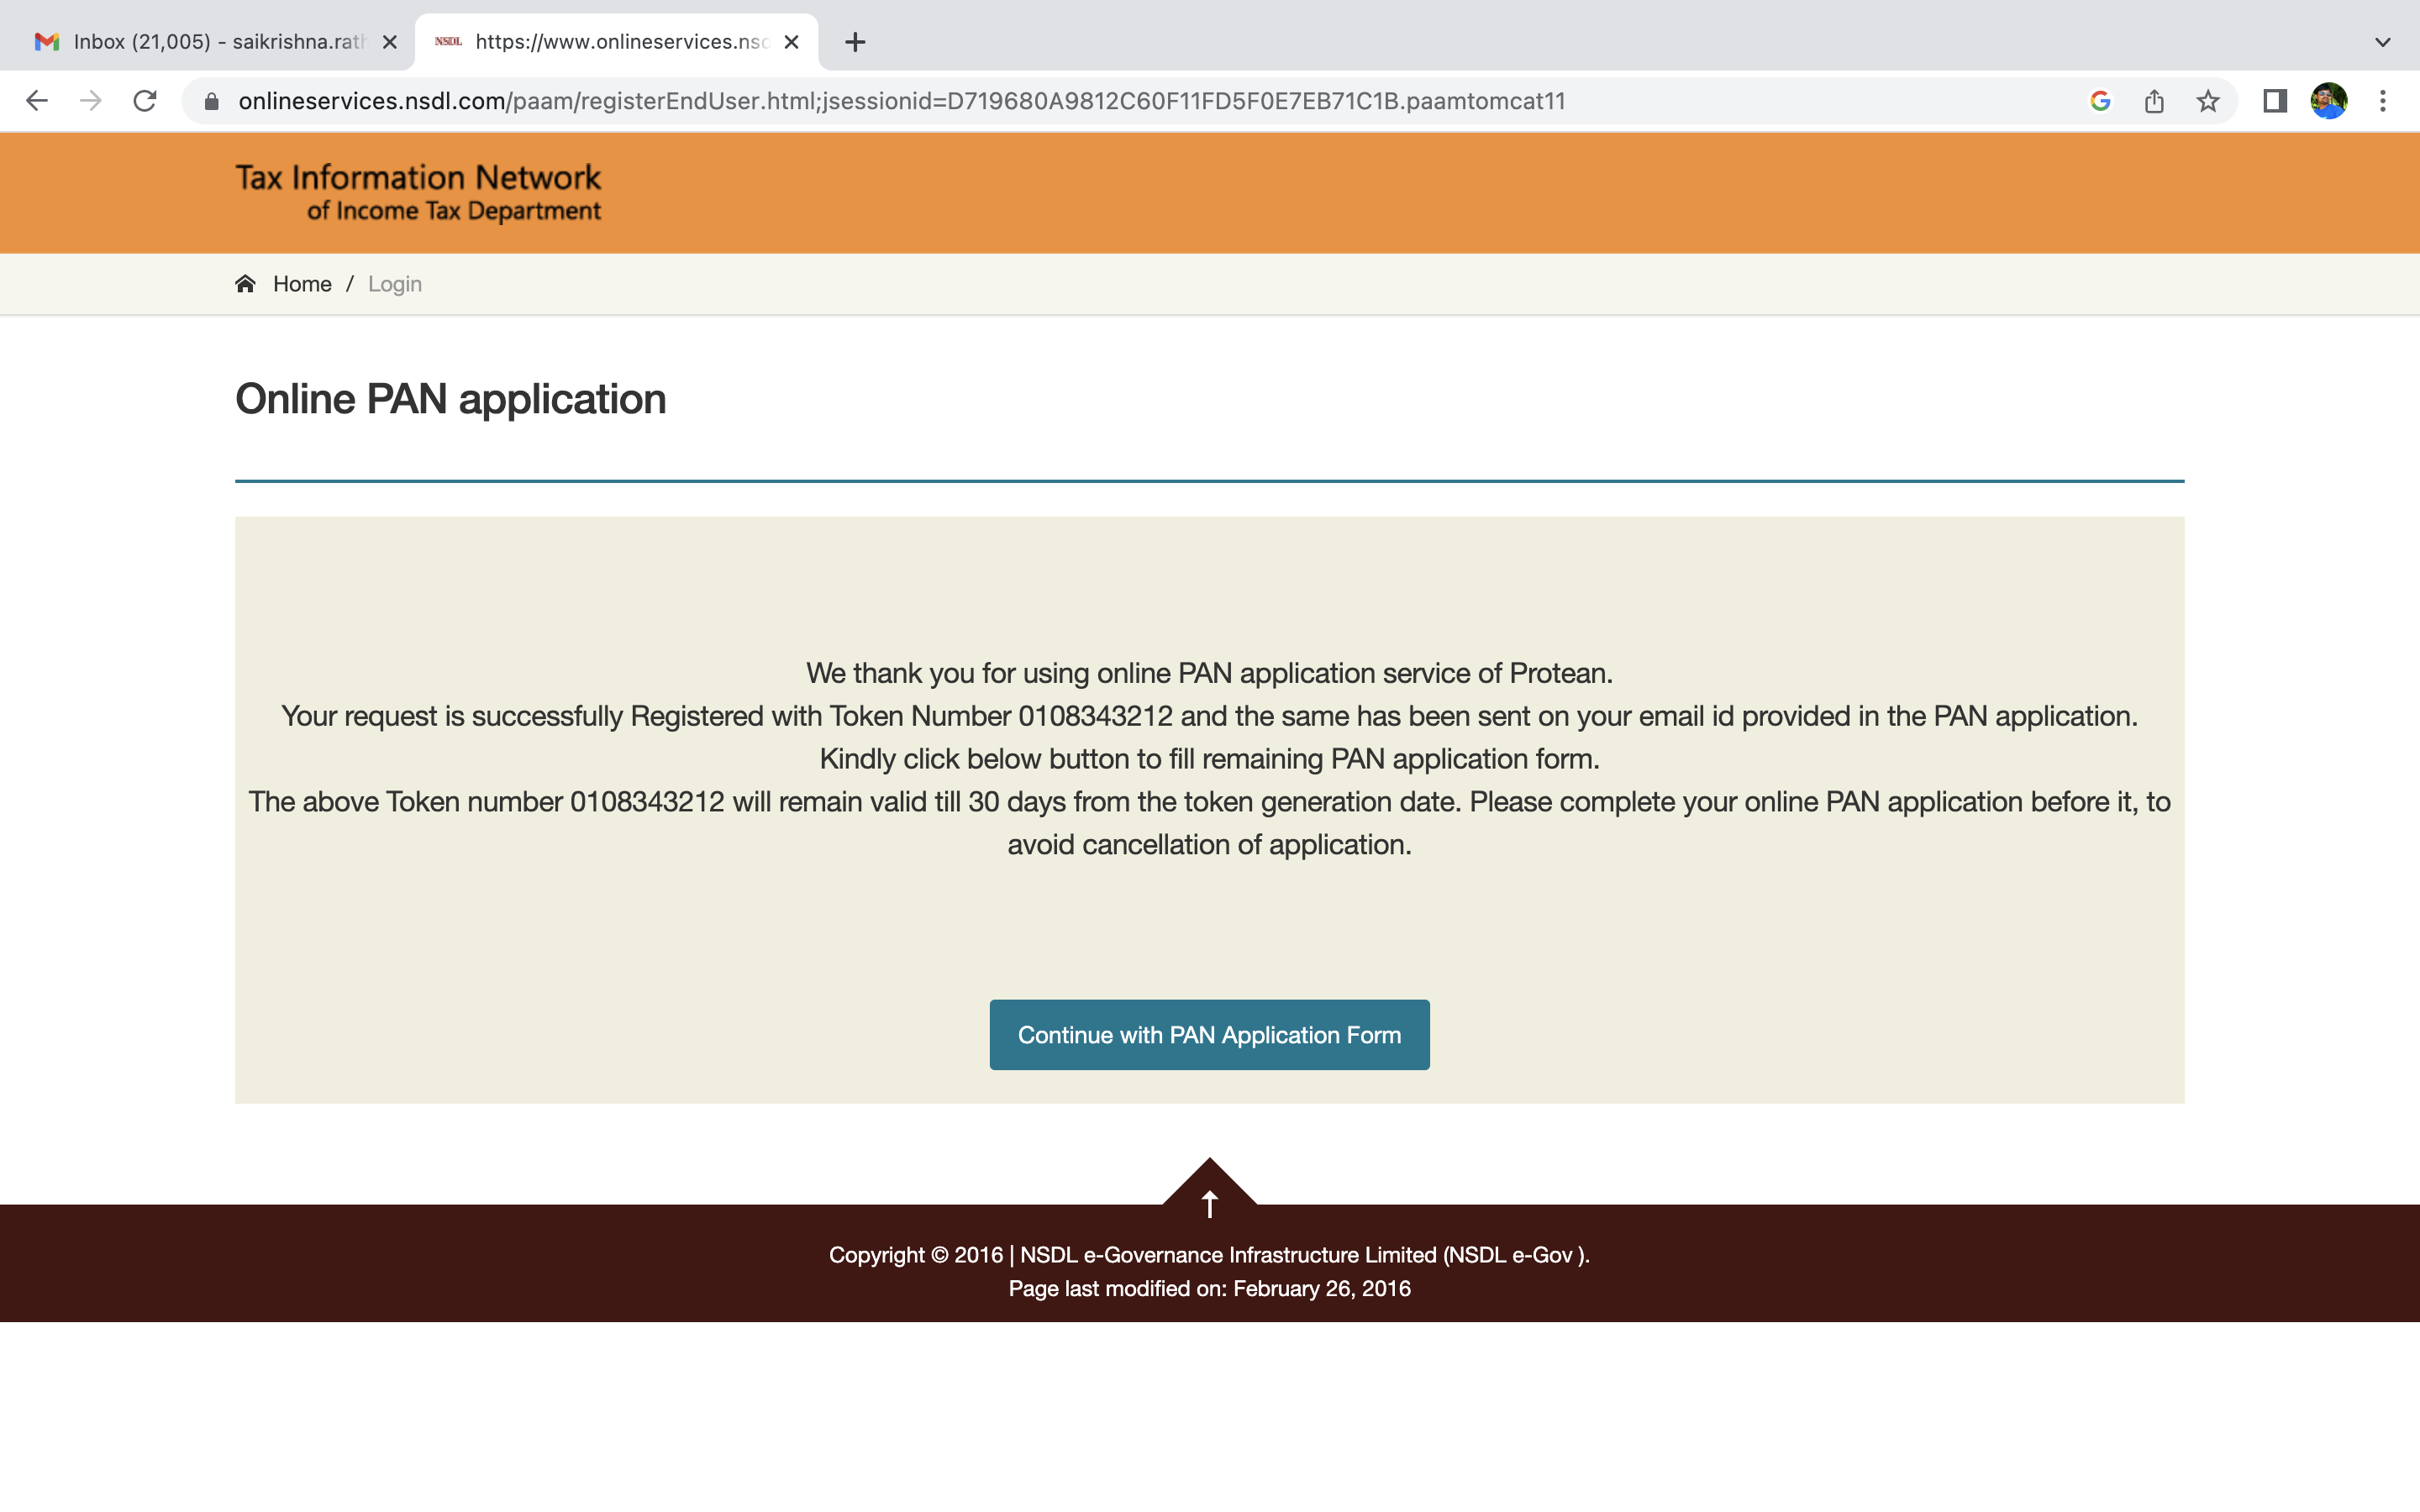 Inbox (21,005) - saikrishna.rath
NSDL https://www.onlineservices.nsd
onlineservices.nsdl.com/paam/registerEndUser.html;jsessionid=D719680A9812C60F11FD5F0E7EB71C1B.paamtomcat11
Tax Information Network
of Income Tax Department
Home / Login
Online PAN application
We thank you for using online PAN application service of Protean.
Your request is successfully Registered with Token Number 0108343212 and the same has been sent on your email id provided in the PAN application.
Kindly click below button to fill remaining PAN application form.
The above Token number 0108343212 will remain valid till 30 days from the token generation date. Please complete your online PAN application before it, to
avoid cancellation of application.
Continue with PAN Application Form
Copyright © 2016 | NSDL e-Governance Infrastructure Limited (NSDL e-Gov ).
Page last modified on: February 26, 2016